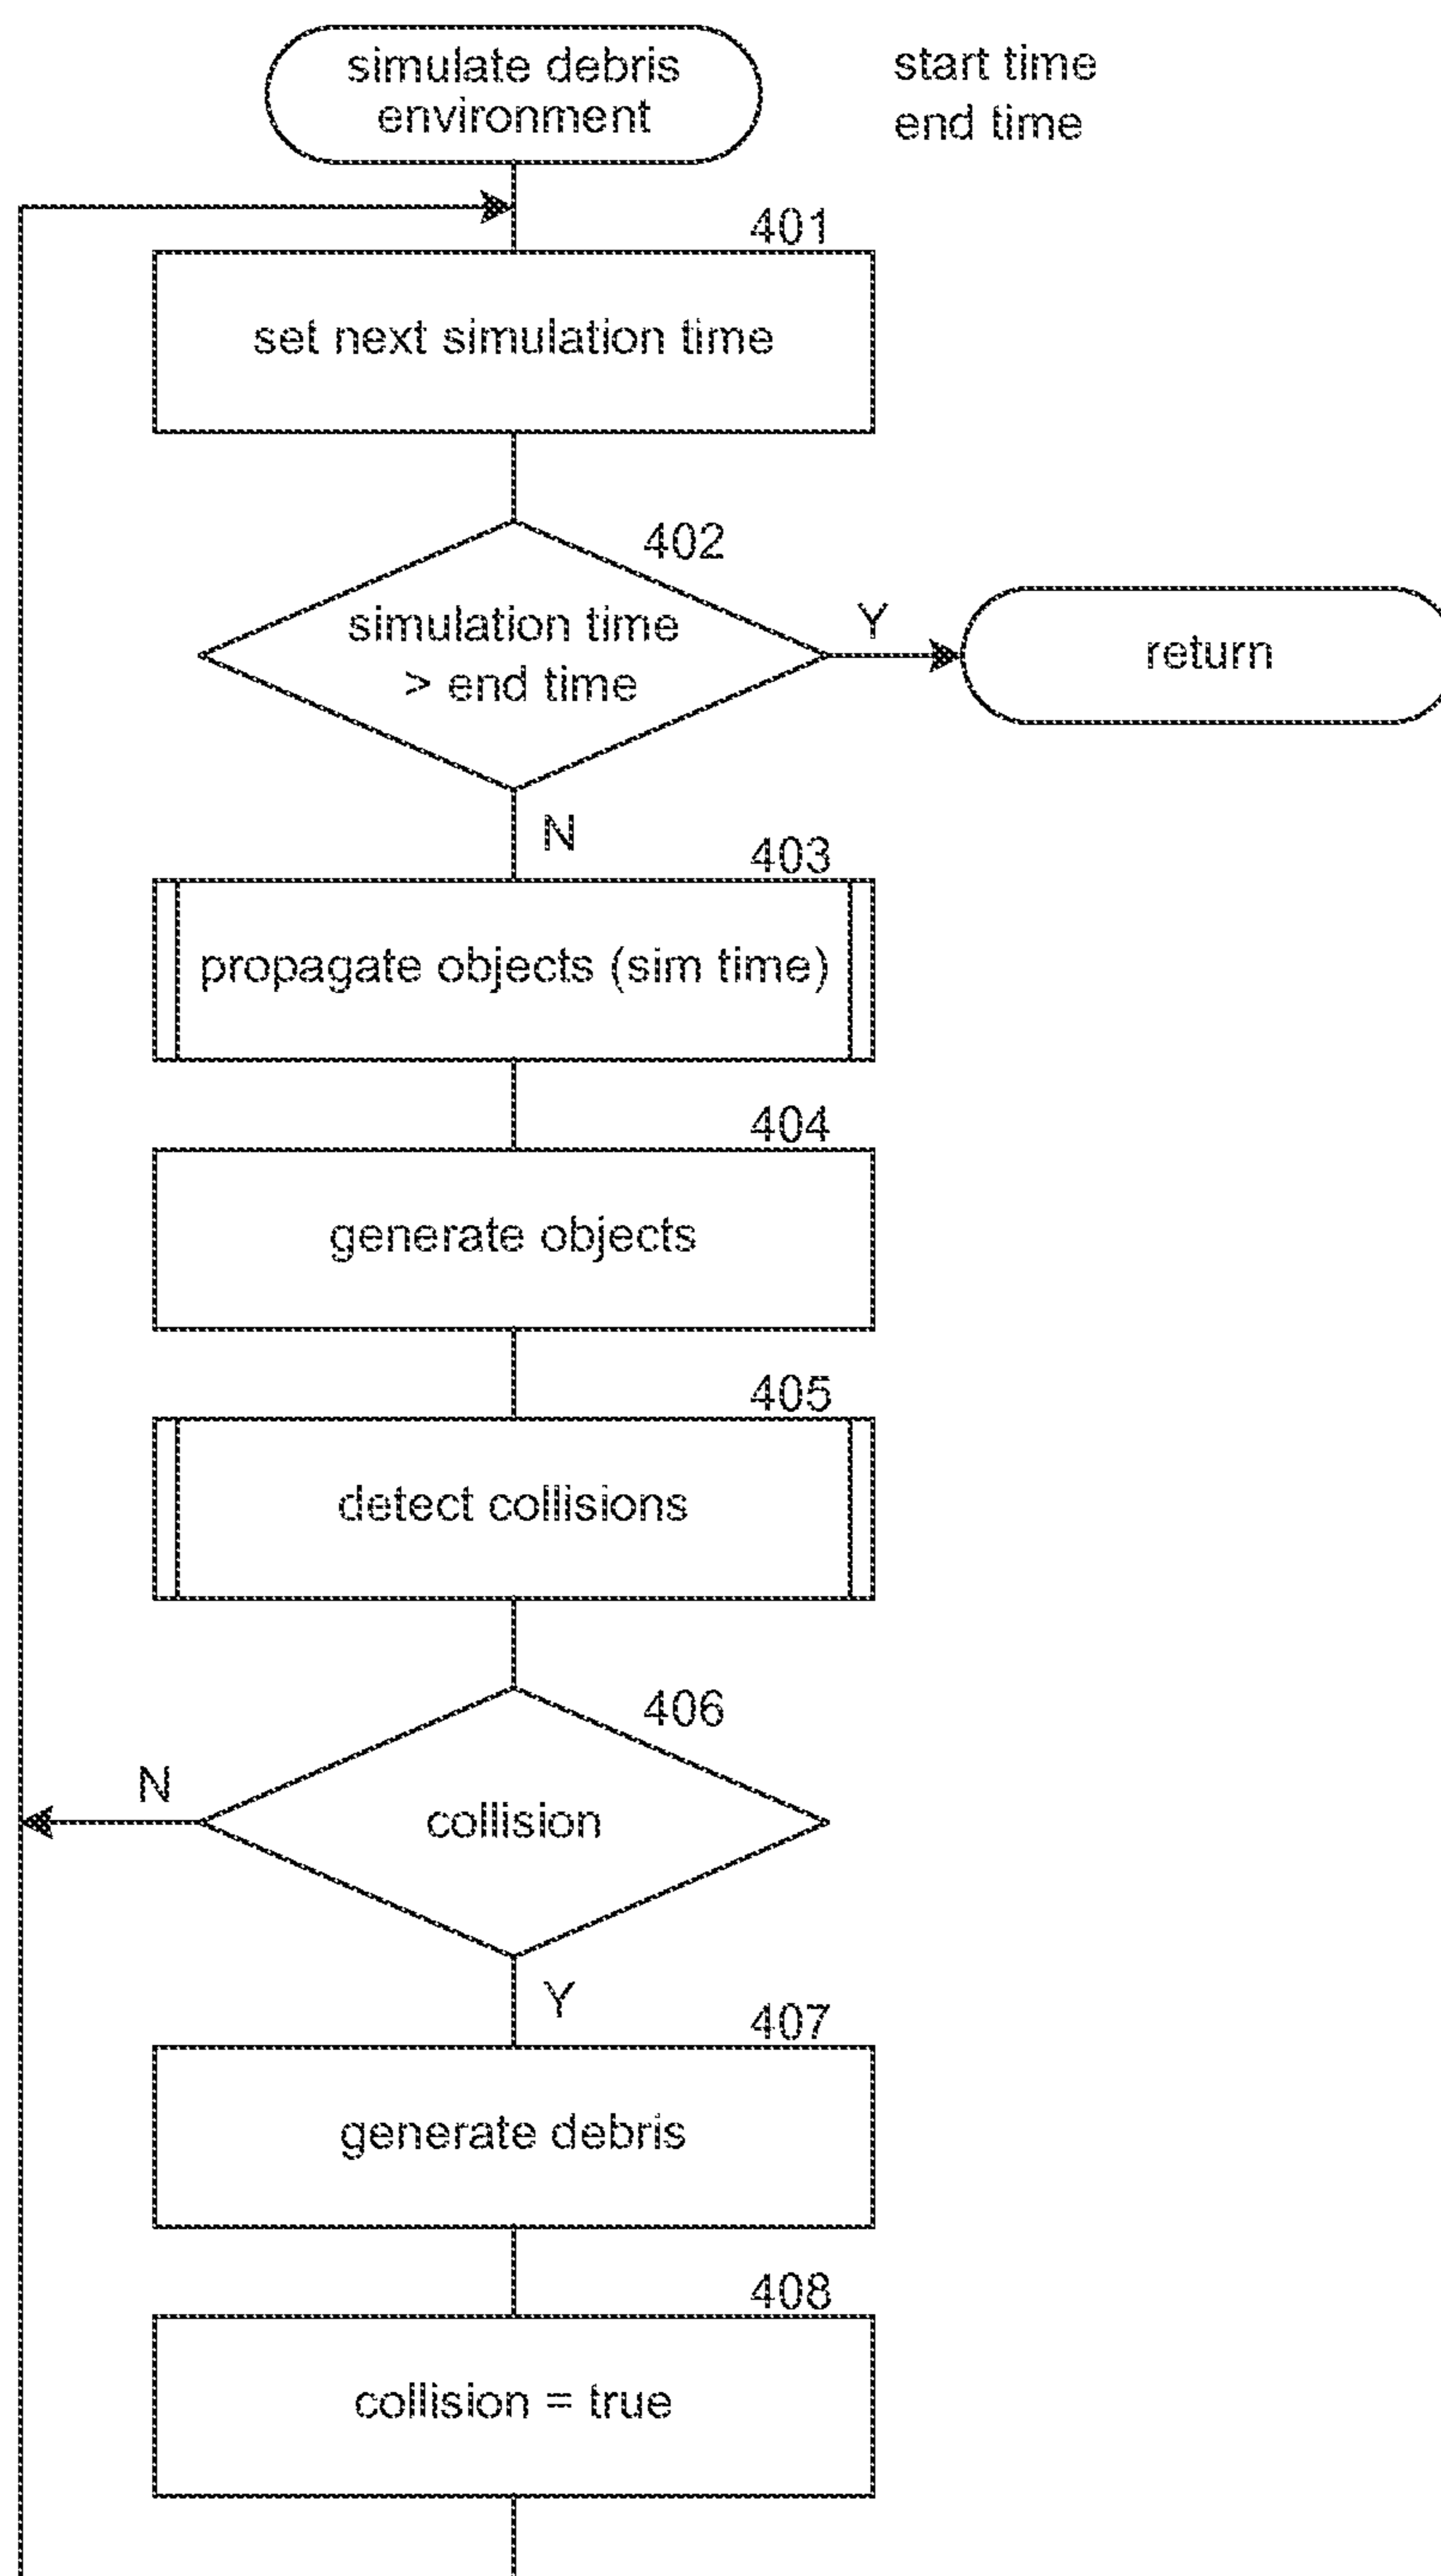 simulate debris
environment
start time
end time
401
set next simulation time
402
simulation time
> end time
Y
return
N
403
propagate objects (sim time)
404
generate objects
405
detect collisions
406
N
collision
Y
407
generate debris
408
collision = true